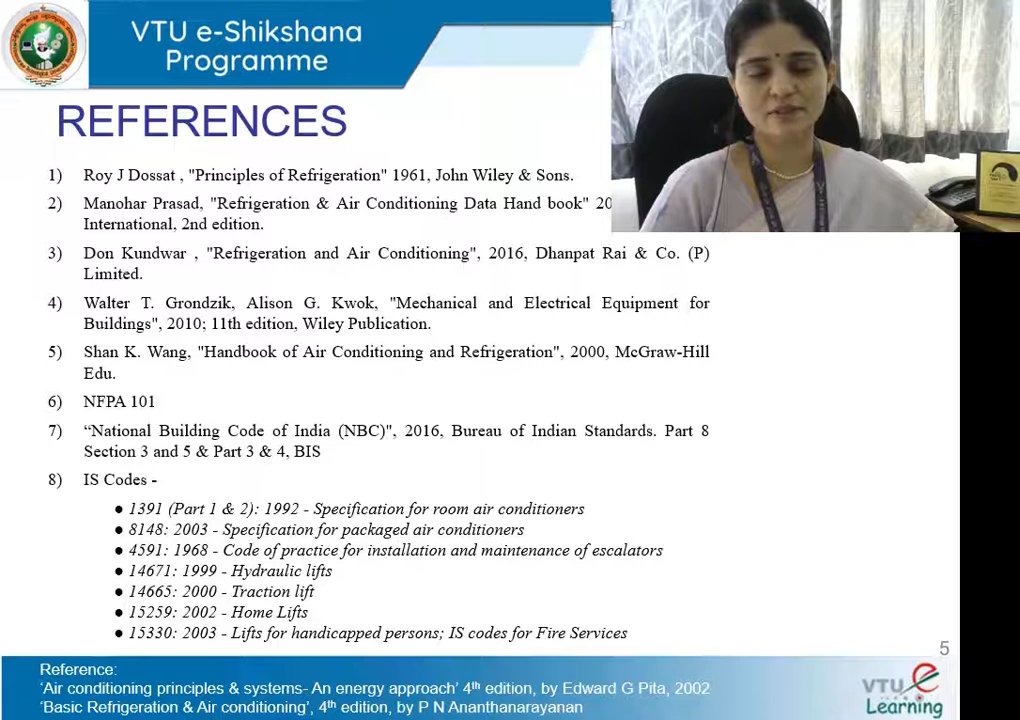 VTU e-Shikshana
Programme
REFERENCES
1) Roy J Dossat , "Principles of Refrigeration" 1961, John Wiley & Sons.
2) Manohar Prasad, "Refrigeration & Air Conditioning Data Hand book"
International, 2nd edition.
3) Don Kundwar , "Refrigeration and Air Conditioning", 2016, Dhanpat Rai & Co. (P)
Limited.
4) Walter T. Grondzik, Alison G. Kwok, "Mechanical and Electrical Equipment for
Buildings", 2010; 11th edition, Wiley Publication.
5) Shan K. Wang, "Handbook of Air Conditioning and Refrigeration", 2000, McGraw-Hill
Edu.
6) NFPA 101
7) “National Building Code of India (NBC)", 2016, Bureau of Indian Standards. Part 8
Section 3 and 5 & Part 3 & 4, BIS
8) IS Codes -
● 1391 (Part 1 & 2): 1992 - Specification for room air conditioners
● 8148: 2003 - Specification for packaged air conditioners
● 4591: 1968 - Code of practice for installation and maintenance of escalators
● 14671: 1999 - Hydraulic lifts
● 14665: 2000 - Traction lift
● 15259: 2002 - Home Lifts
● 15330: 2003 - Lifts for handicapped persons; IS codes for Fire Services
5
Reference:
‘Air conditioning principles & systems- An energy approach’ 4th edition, by Edward G Pita, 2002
‘Basic Refrigeration & Air conditioning’, 4th edition, by P N Ananthanarayanan
VTU e
Learning